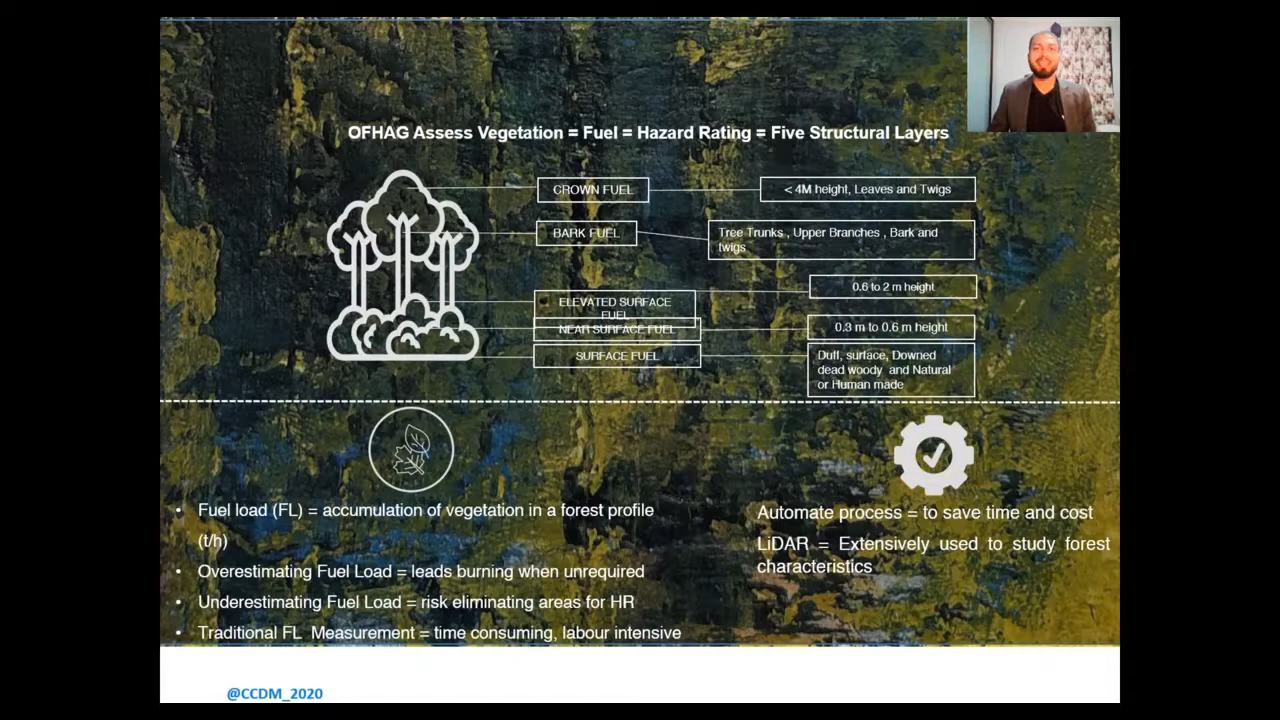 OFHAG Assess Vegetation = Fuel = Hazard Rating = Five Structural Layers
CROWN FUEL
< 4M height, Leaves and Twigs
BARK FUEL
Tree Trunks , Upper Branches , Bark and
twigs
ELEVATED SURFACE
FUEL
0.6 to 2 m height
NEAR SURFACE FUEL
0.3 m to 0.6 m height
SURFACE FUEL
Duff, surface, Downed
dead woody and Natural
or Human made
• Fuel load (FL) = accumulation of vegetation in a forest profile
(t/h)
• Overestimating Fuel Load = leads burning when unrequired
• Underestimating Fuel Load = risk eliminating areas for HR
• Traditional FL Measurement = time consuming, labour intensive
Automate process = to save time and cost
LiDAR = Extensively used to study forest
characteristics
@CCDM_2020